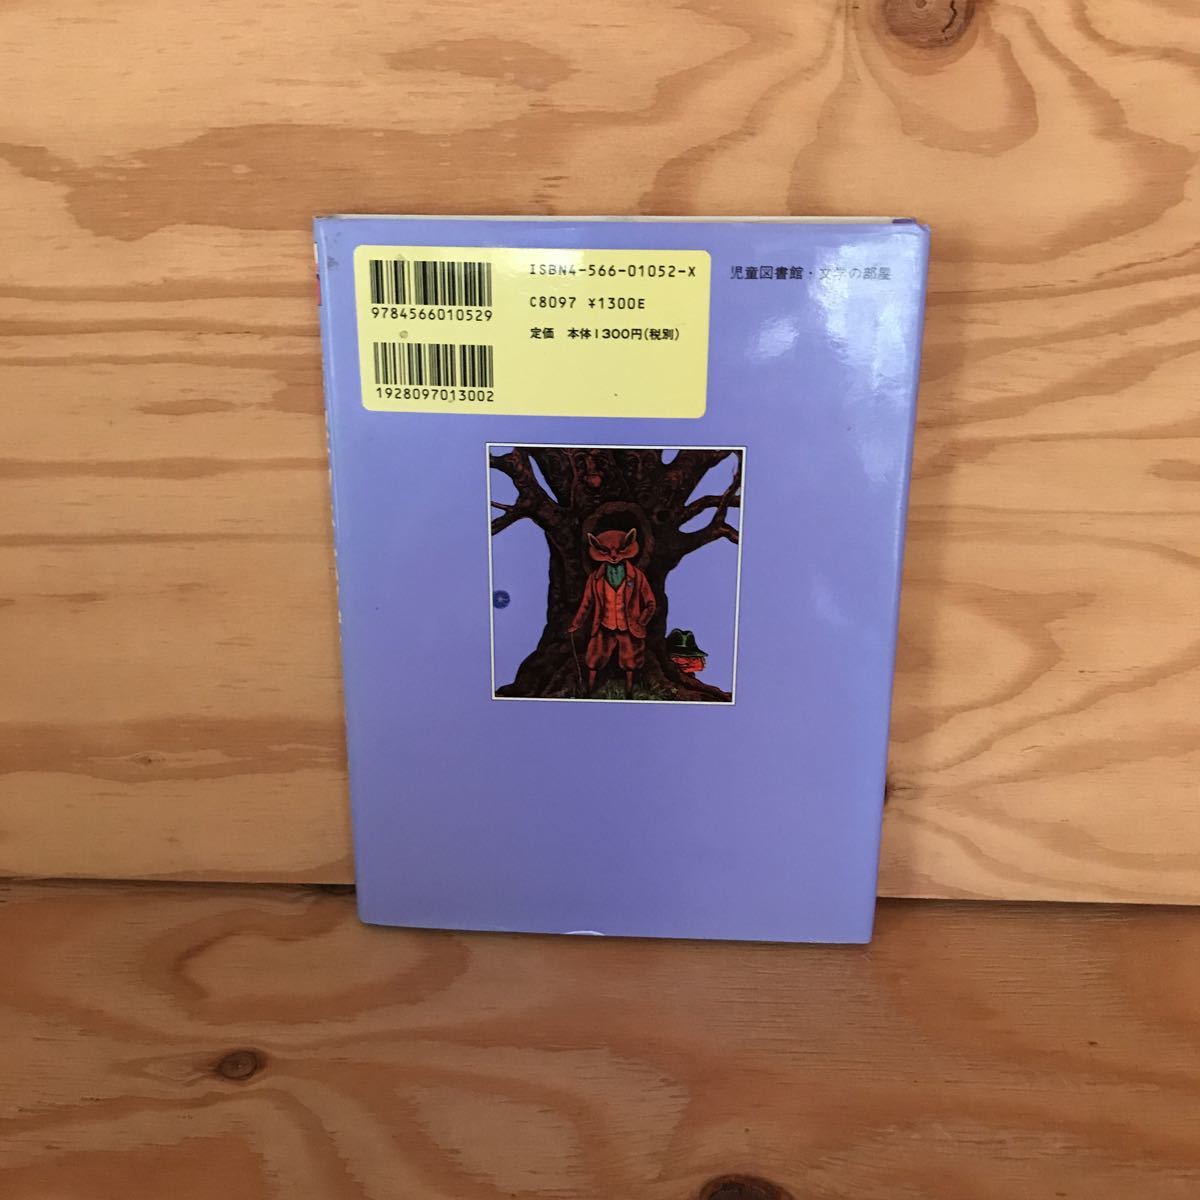 9784566010529
1928097013002
ISBN4-566-01052-X
C8097 ¥1300E
定価 本体1300円(税別)
児童図書館・文学の部屋